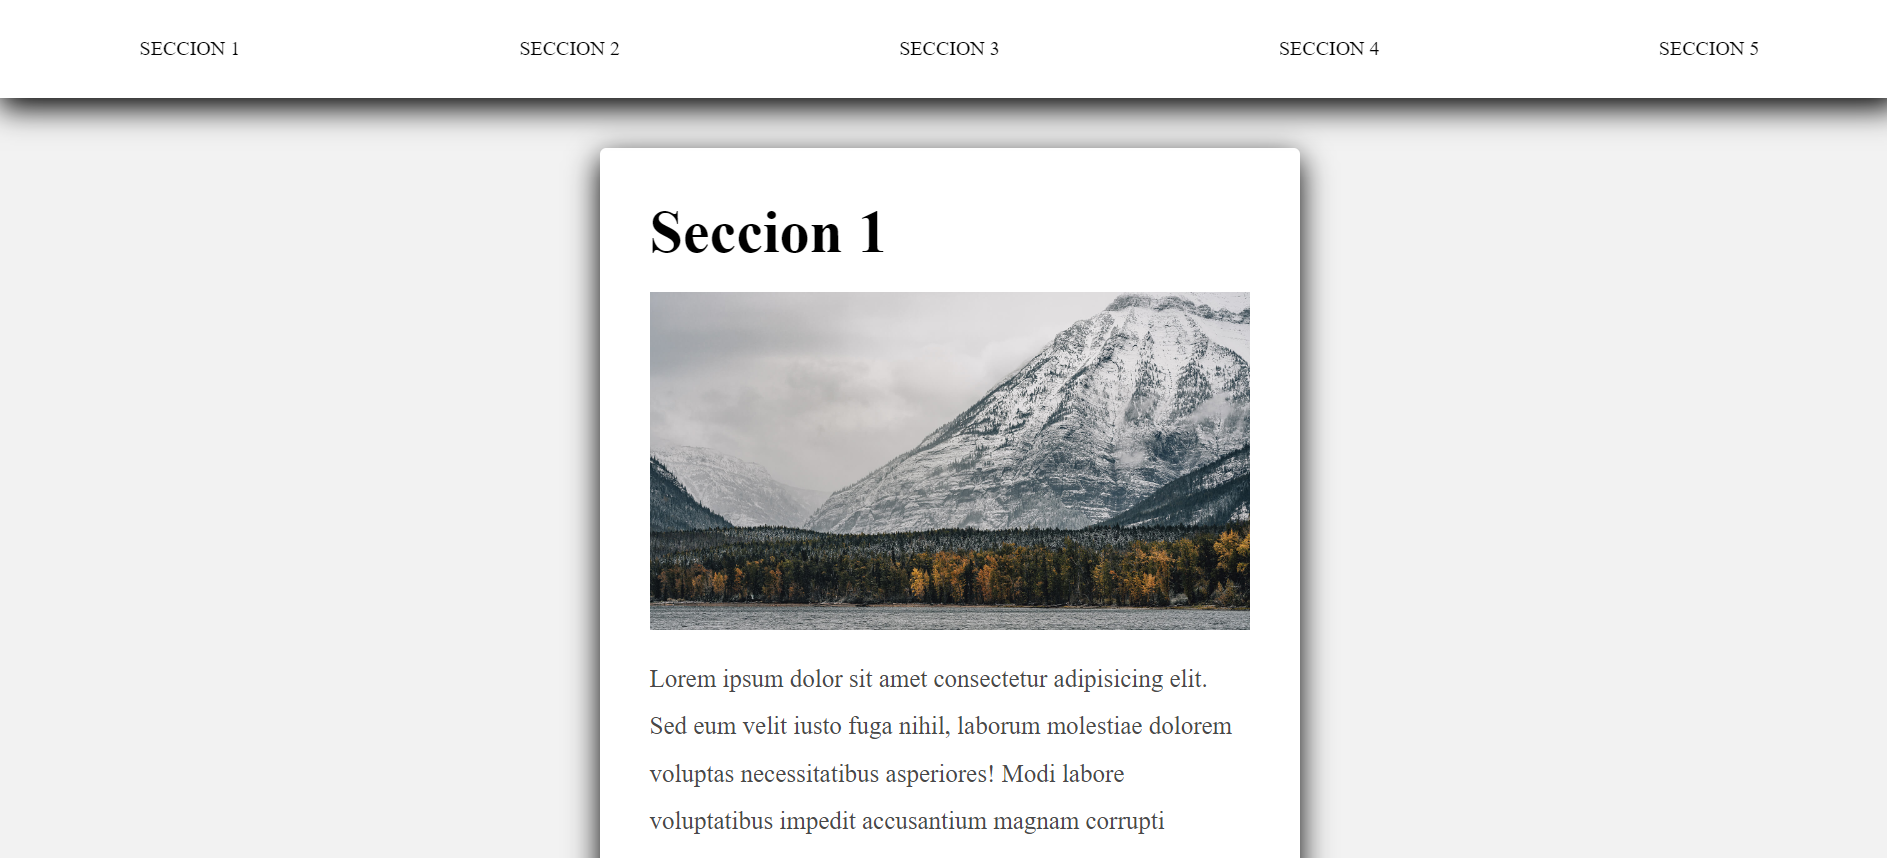 SECCION 1 SECCION 2 SECCION 3 SECCION 4 SECCION 5
Seccion 1
Lorem ipsum dolor sit amet consectetur adipisicing elit.
Sed eum velit iusto fuga nihil, laborum molestiae dolorem
voluptas necessitatibus asperiores! Modi labore
voluptatibus impedit accusantium magnam corrupti